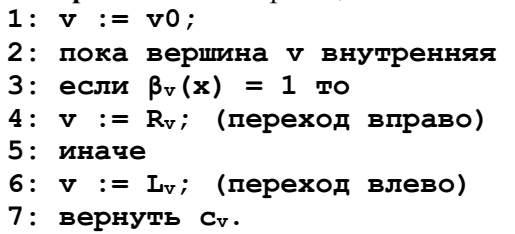 1: v := v0;
2: пока вершина v внутренняя
3: если βv(x) = 1 то
4: v := Rv; (переход вправо)
5: иначе
6: v := Lv; (переход влево)
7: вернуть cv.